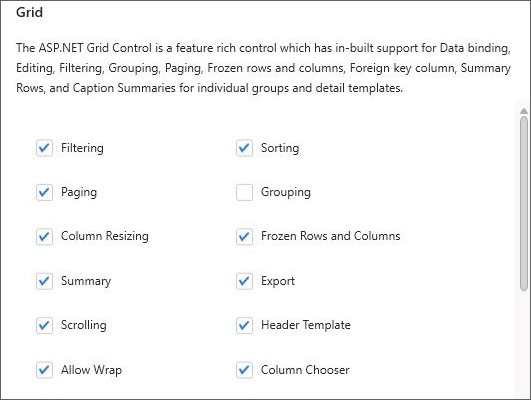 Grid
The ASP.NET Grid Control is a feature rich control which has in-built support for Data binding,
Editing, Filtering, Grouping, Paging, Frozen rows and columns, Foreign key column, Summary
Rows, and Caption Summaries for individual groups and detail templates.
Filtering Sorting
Paging Grouping
Column Resizing Frozen Rows and Columns
Summary Export
Scrolling Header Template
Allow Wrap Column Chooser